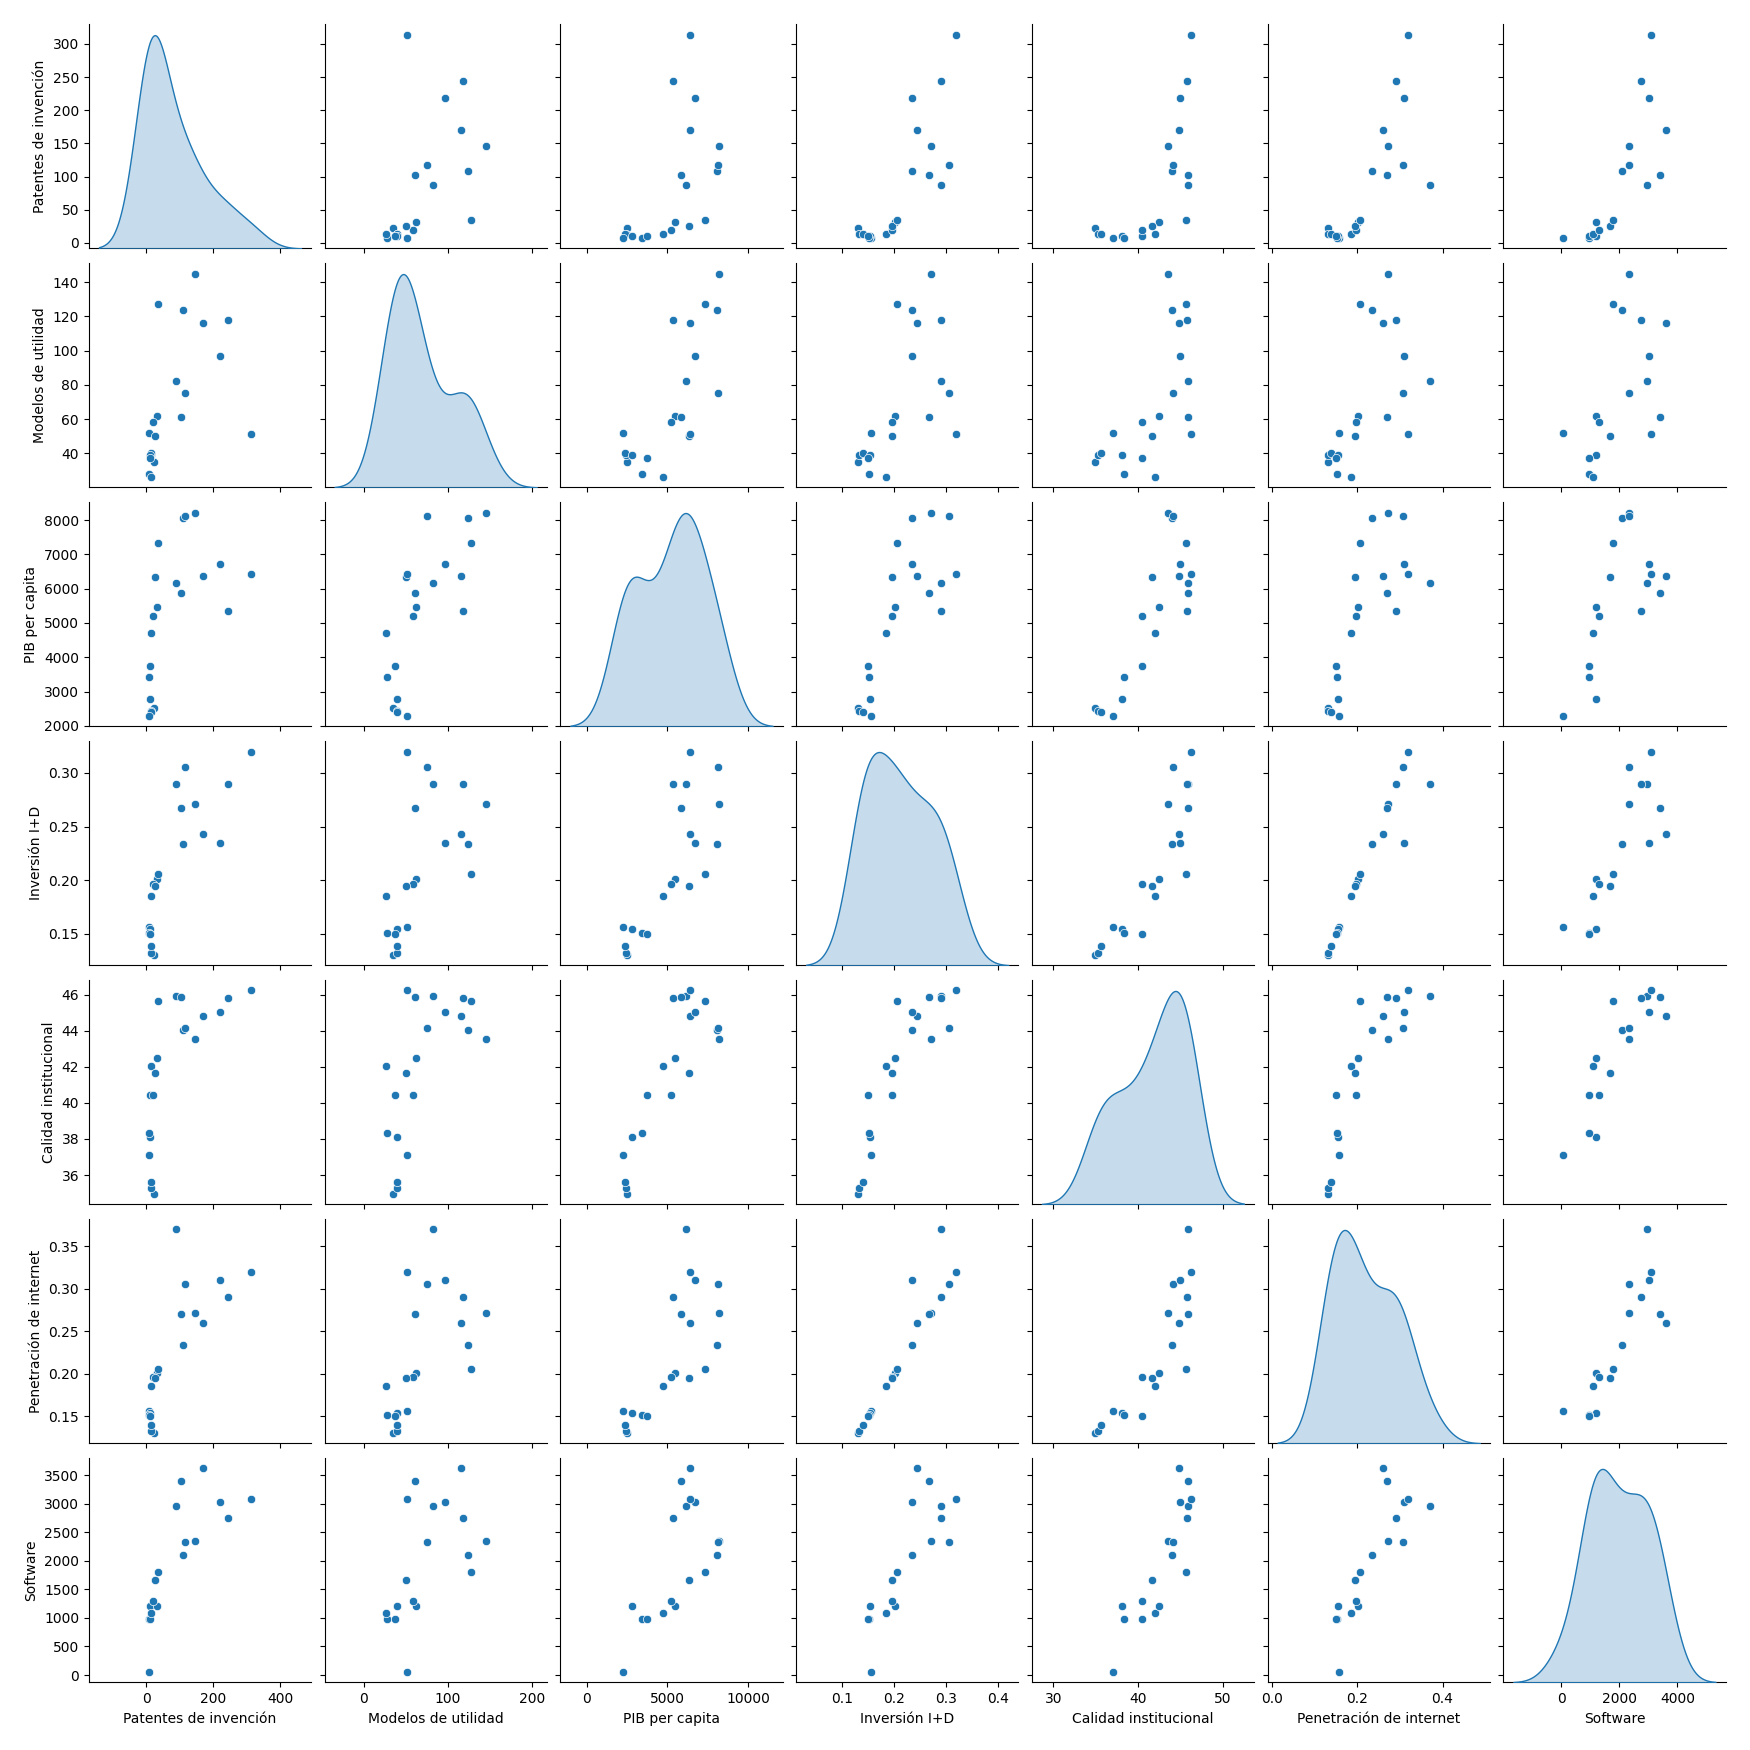 300
250
200
150
100
50
0
Patentes de invención
140
120
100
80
60
40
Modelos de utilidad
8000
7000
6000
5000
4000
3000
2000
PIB per capita
0.30
0.25
0.20
0.15
Inversión I+D
46
44
42
40
38
36
Calidad institucional
0.35
0.30
0.25
0.20
0.15
Penetración de internet
3500
3000
2500
2000
1500
1000
500
0
Software
0 200 400
0 100 200
0 5000 10000
0.1 0.2 0.3 0.4
30 40 50
0.0 0.2 0.4
0 2000 4000
Patentes de invención
Modelos de utilidad
PIB per capita
Inversión I+D
Calidad institucional
Penetración de internet
Software